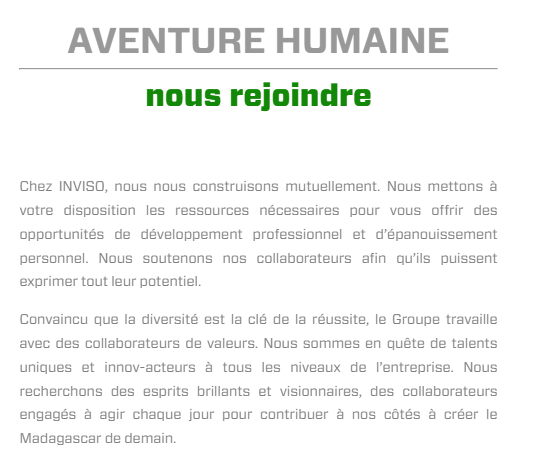 AVENTURE HUMAINE
nous rejoindre
Chez INVISO, nous nous construisons mutuellement. Nous mettons à
votre disposition les ressources nécessaires pour vous offrir des
opportunités de développement professionnel et d’épanouissement
personnel. Nous soutenons nos collaborateurs afin qu’ils puissent
exprimer tout leur potentiel.
Convaincu que la diversité est la clé de la réussite, le Groupe travaille
avec des collaborateurs de valeurs. Nous sommes en quête de talents
uniques et innov-acteurs à tous les niveaux de l’entreprise. Nous
recherchons des esprits brillants et visionnaires, des collaborateurs
engagés à agir chaque jour pour contribuer à nos côtés à créer le
Madagascar de demain.